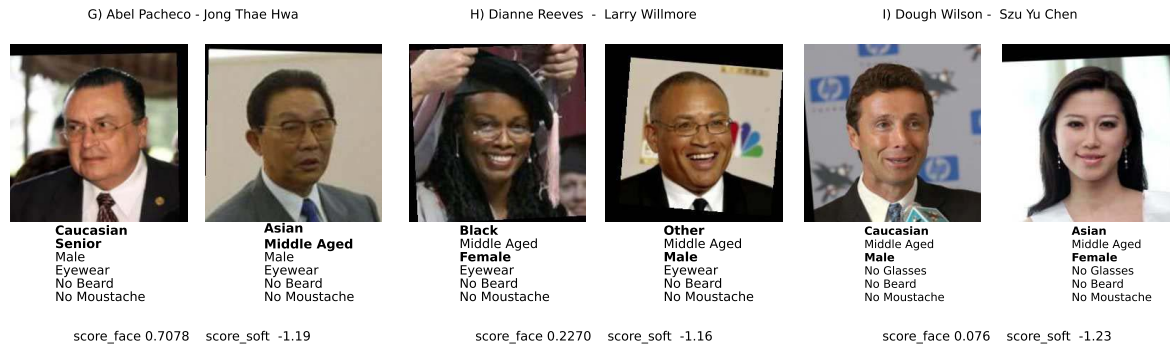 G) Abel Pacheco - Jong Thae Hwa
H) Dianne Reeves - Larry Willmore
I) Dough Wilson - Szu Yu Chen
hp
hp
Caucasian
Senior
Male
Eyewear
No Beard
No Moustache
Asian
Middle Aged
Male
Eyewear
No Beard
No Moustache
Black
Middle Aged
Female
Eyewear
No Beard
No Moustache
Other
Middle Aged
Male
Eyewear
No Beard
No Moustache
Caucasian
Middle Aged
Male
No Glasses
No Beard
No Moustache
Asian
Middle Aged
Female
No Glasses
No Beard
No Moustache
score_face 0.7078 score_soft -1.19
score_face 0.2270 score_soft -1.16
score_face 0.076 score_soft -1.23